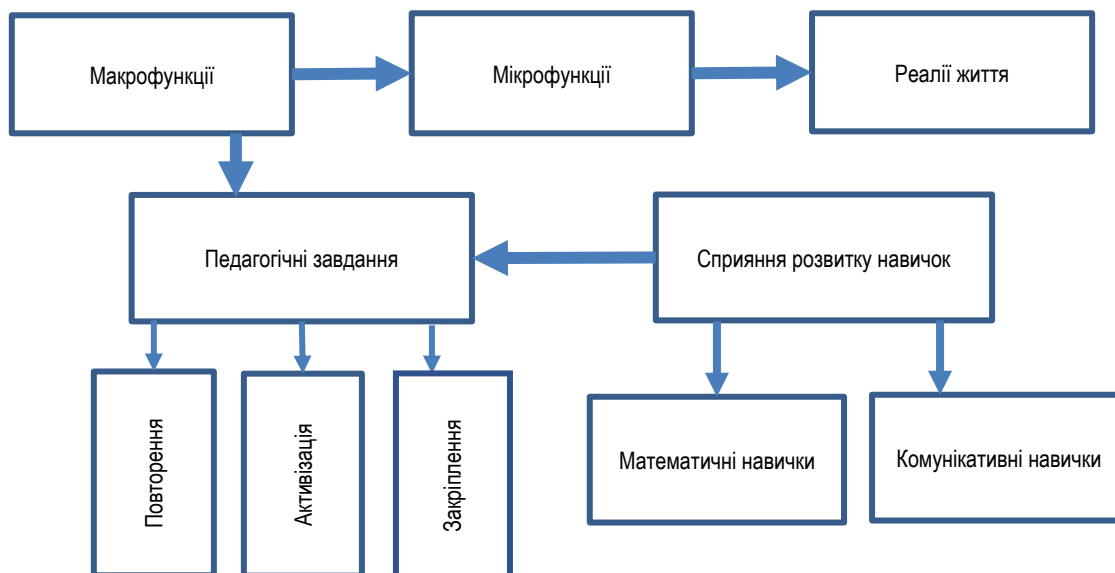 Макрофункції
Мікрофункції
Реалії життя
Педагогічні завдання
Сприяння розвитку навичок
Повторення
Активізація
Закріплення
Математичні навички
Комунікативні навички